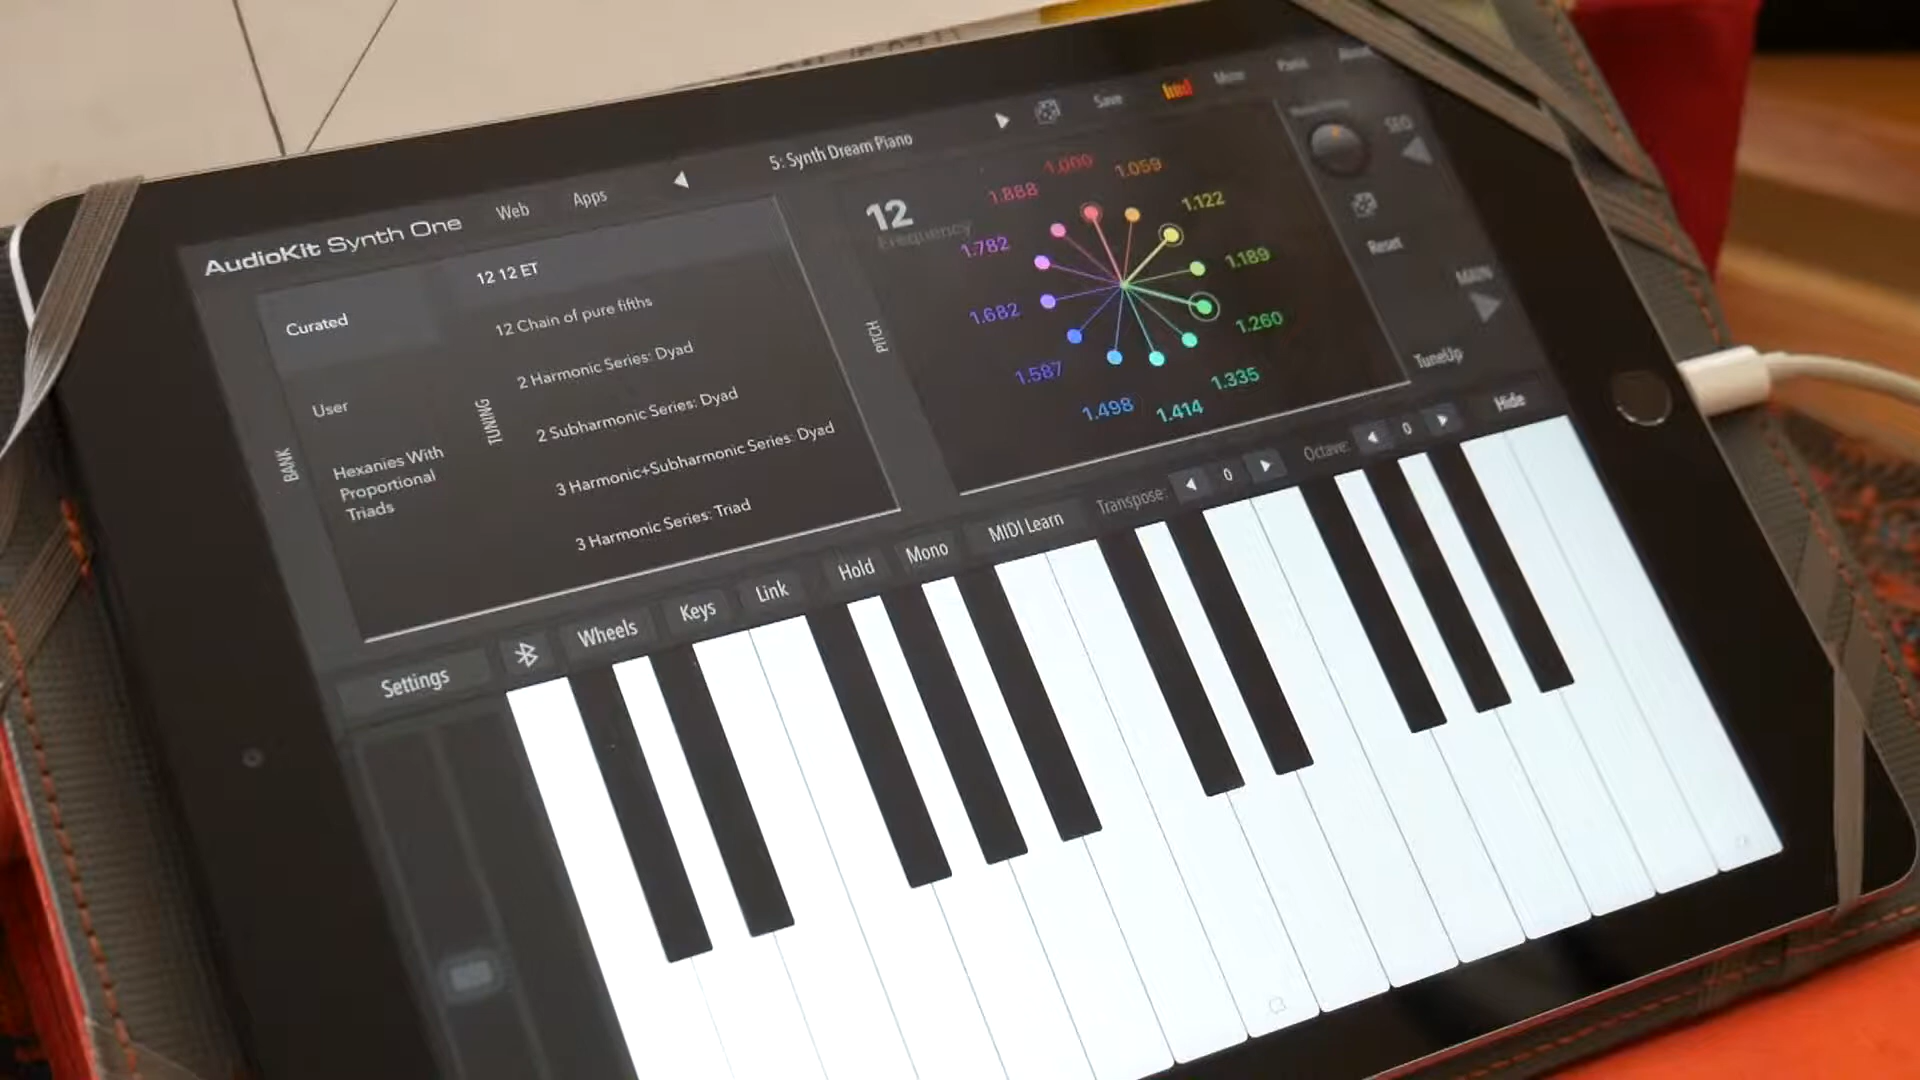 AudioKit Synth One
Web
Apps
5: Synth Dream Piano
Save
Curated
User
Hexanies With
Proportional
Triads
BANK
TUNING
12 12 ET
12 Chain of pure fifths
2 Harmonic Series: Dyad
2 Subharmonic Series: Dyad
3 Harmonic+Subharmonic Series: Dyad
3 Harmonic Series: Triad
PITCH
12
Frequency
1.000
1.059
1.122
1.189
1.260
1.335
1.414
1.498
1.587
1.682
1.782
1.888
SEQ
Reset
MAIN
TuneUp
Settings
Wheels
Keys
Link
Hold
Mono
MIDI Learn
Transpose:
0
Octave:
0
Hide